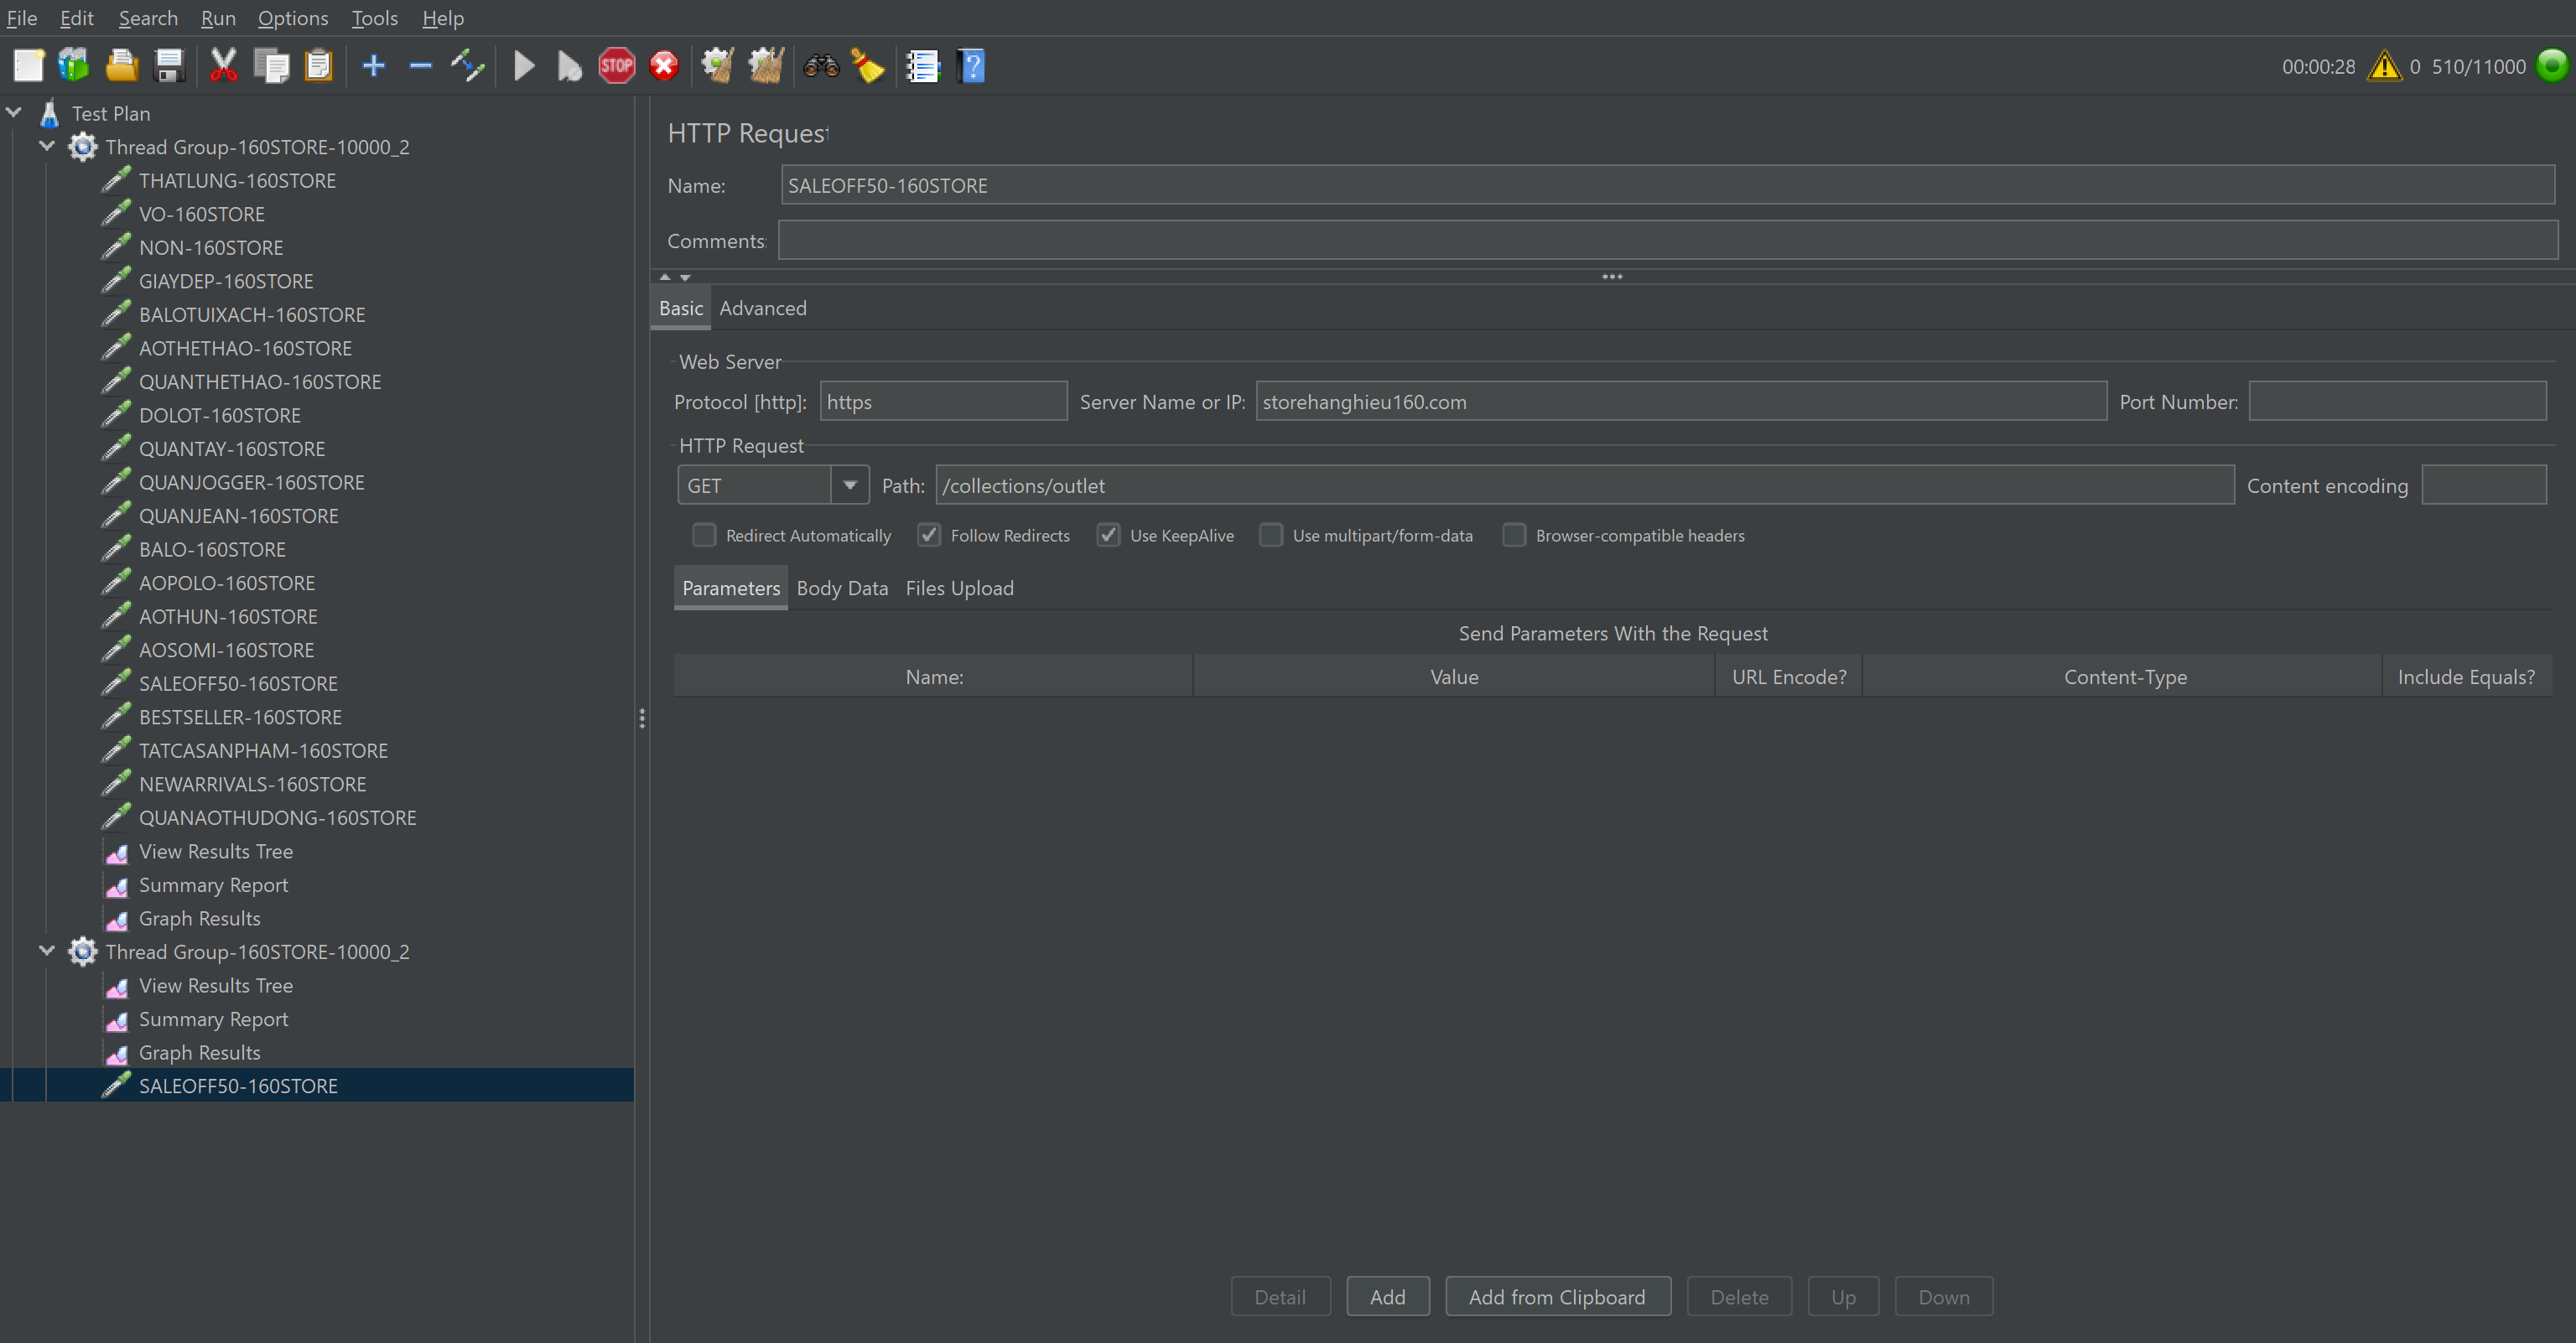 File Edit Search Run Options Tools Help
STOP
00:00:28 0 510/11000
Test Plan
Thread Group-160STORE-10000_2
THATLUNG-160STORE
VO-160STORE
NON-160STORE
GIAYDEP-160STORE
BALOTUIXACH-160STORE
AOTHETHAO-160STORE
QUANTHETHAO-160STORE
DOLOT-160STORE
QUANTAY-160STORE
QUANJOGGER-160STORE
QUANJEAN-160STORE
BALO-160STORE
AOPOLO-160STORE
AOTHUN-160STORE
AOSOMI-160STORE
SALEOFF50-160STORE
BESTSELLER-160STORE
TATCASANPHAM-160STORE
NEWARRIVALS-160STORE
QUANAOTHUDONG-160STORE
View Results Tree
Summary Report
Graph Results
Thread Group-160STORE-10000_2
View Results Tree
Summary Report
Graph Results
SALEOFF50-160STORE
HTTP Request
Name: SALEOFF50-160STORE
Comments:
Basic Advanced
Web Server
Protocol [http]: https Server Name or IP: storehanghieu160.com Port Number:
HTTP Request
GET Path: /collections/outlet Content encoding
Redirect Automatically Follow Redirects Use KeepAlive Use multipart/form-data Browser-compatible headers
Parameters Body Data Files Upload
Send Parameters With the Request
Name: Value URL Encode? Content-Type Include Equals?
Detail Add Add from Clipboard Delete Up Down